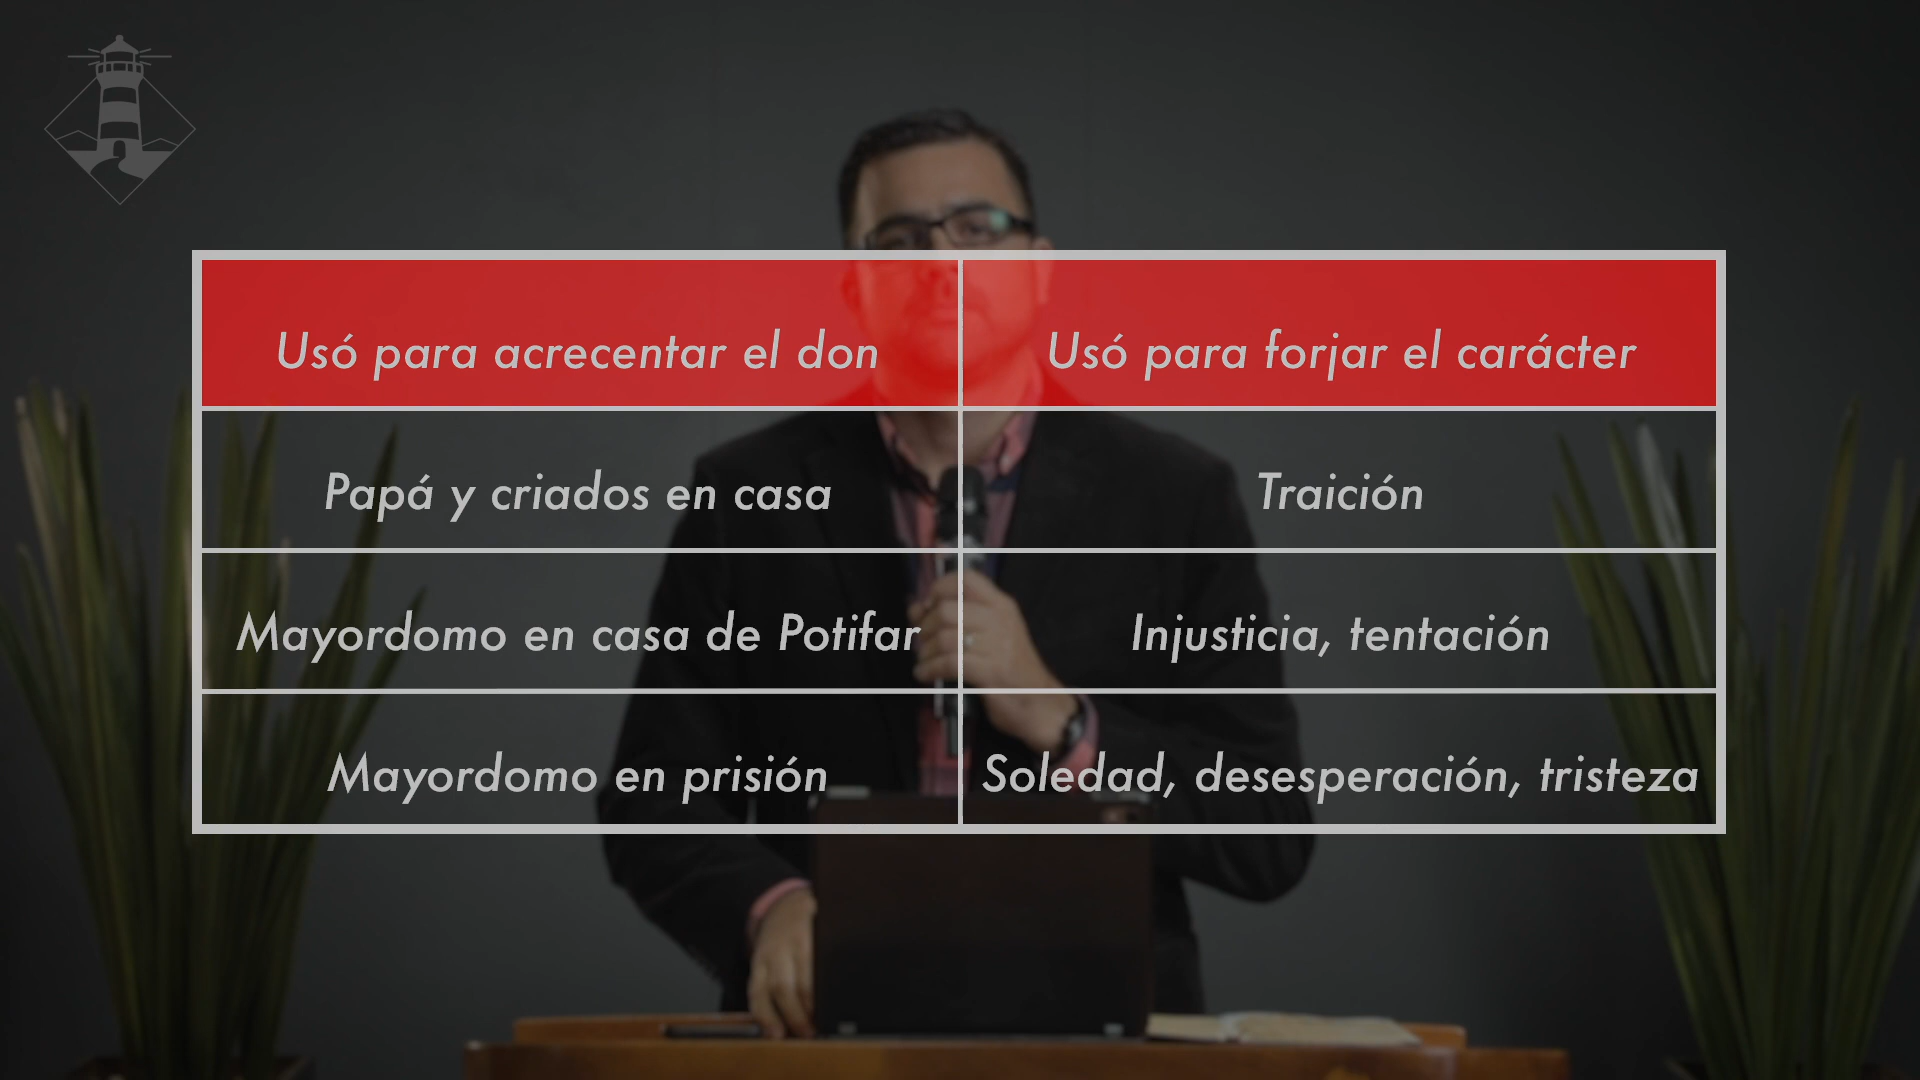 Usó para acrecentar el don
Usó para forjar el carácter
Papá y criados en casa
Traición
Mayordomo en casa de Potifar
Injusticia, tentación
Mayordomo en prisión
Soledad, desesperación, tristeza